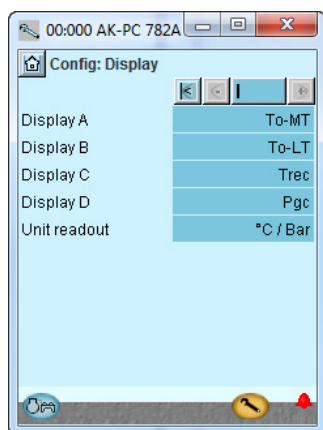 00:000 AK-PC 782A
Config: Display
Display A To-MT
Display B To-LT
Display C Trec
Display D Pgc
Unit readout °C / Bar